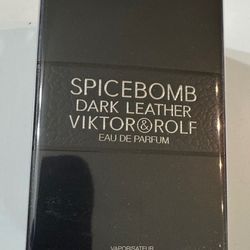 SPICEBOMB
DARK LEATHER
VIKTOR&ROLF
EAU DE PARFUM
VAPORISATEUR